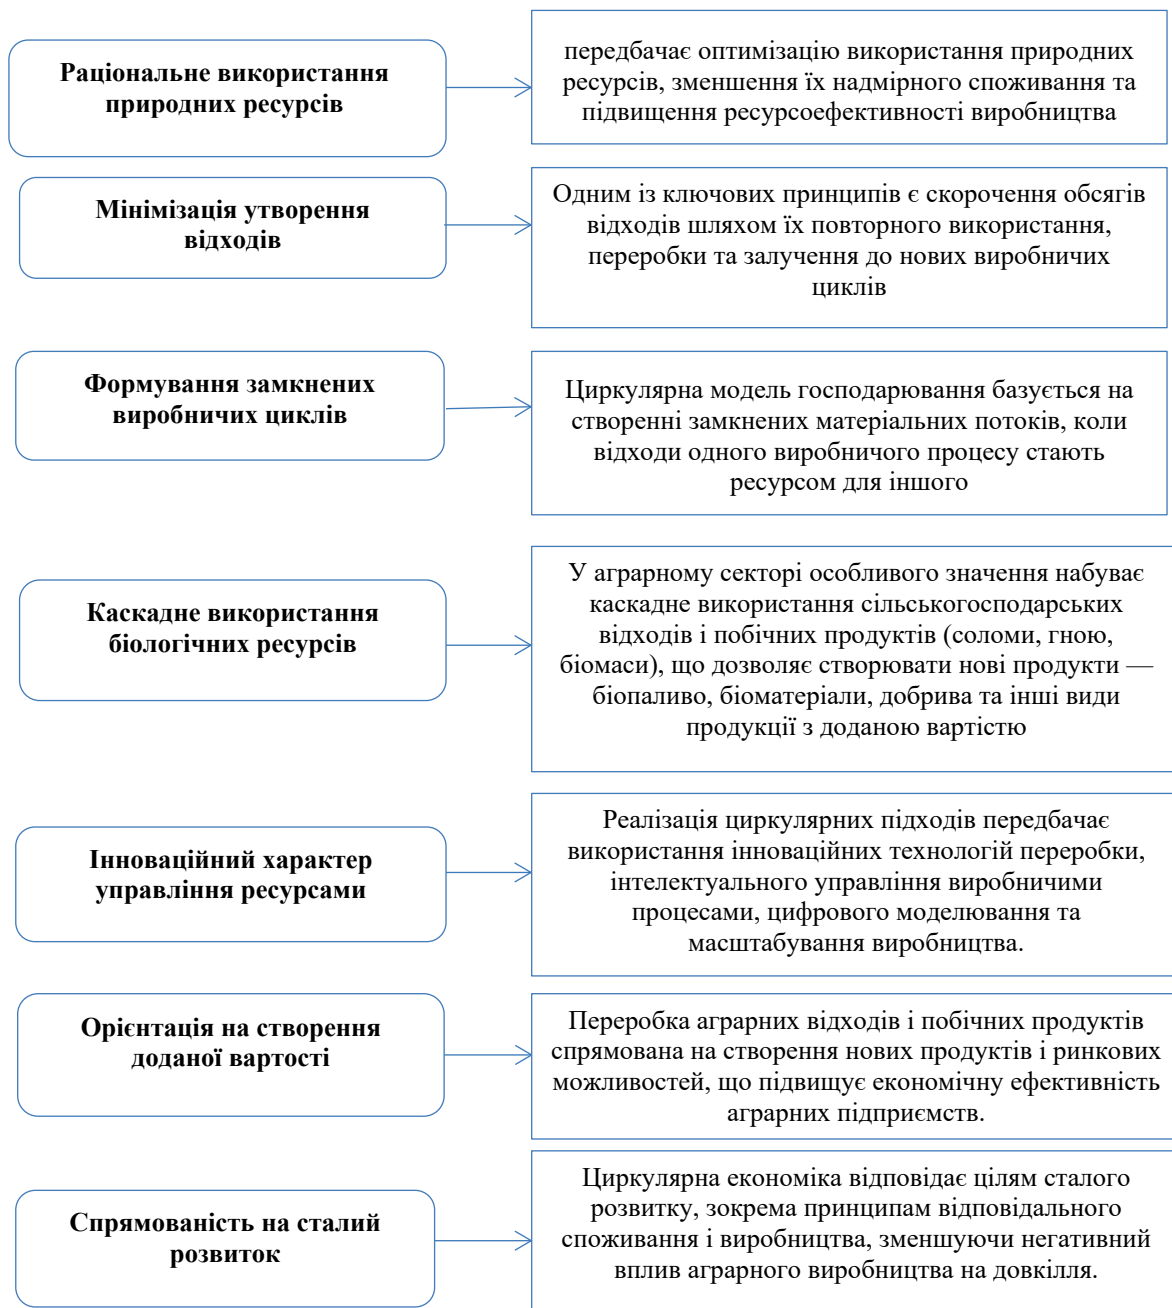 Раціональне використання
природних ресурсів
передбачає оптимізацію використання природних
ресурсів, зменшення їх надмірного споживання та
підвищення ресурсоефективності виробництва
Мінімізація утворення
відходів
Одним із ключових принципів є скорочення обсягів
відходів шляхом їх повторного використання,
переробки та залучення до нових виробничих
циклів
Формування замкнених
виробничих циклів
Циркулярна модель господарювання базується на
створенні замкнених матеріальних потоків, коли
відходи одного виробничого процесу стають
ресурсом для іншого
Каскадне використання
біологічних ресурсів
У аграрному секторі особливого значення набуває
каскадне використання сільськогосподарських
відходів і побічних продуктів (соломи, гною,
біомаси), що дозволяє створювати нові продукти —
біопаливо, біоматеріали, добрива та інші види
продукції з доданою вартістю
Інноваційний характер
управління ресурсами
Реалізація циркулярних підходів передбачає
використання інноваційних технологій переробки,
інтелектуального управління виробничими
процесами, цифрового моделювання та
масштабування виробництва.
Орієнтація на створення
доданої вартості
Переробка аграрних відходів і побічних продуктів
спрямована на створення нових продуктів і ринкових
можливостей, що підвищує економічну ефективність
аграрних підприємств.
Спрямованість на сталий
розвиток
Циркулярна економіка відповідає цілям сталого
розвитку, зокрема принципам відповідального
споживання і виробництва, зменшуючи негативний
вплив аграрного виробництва на довкілля.